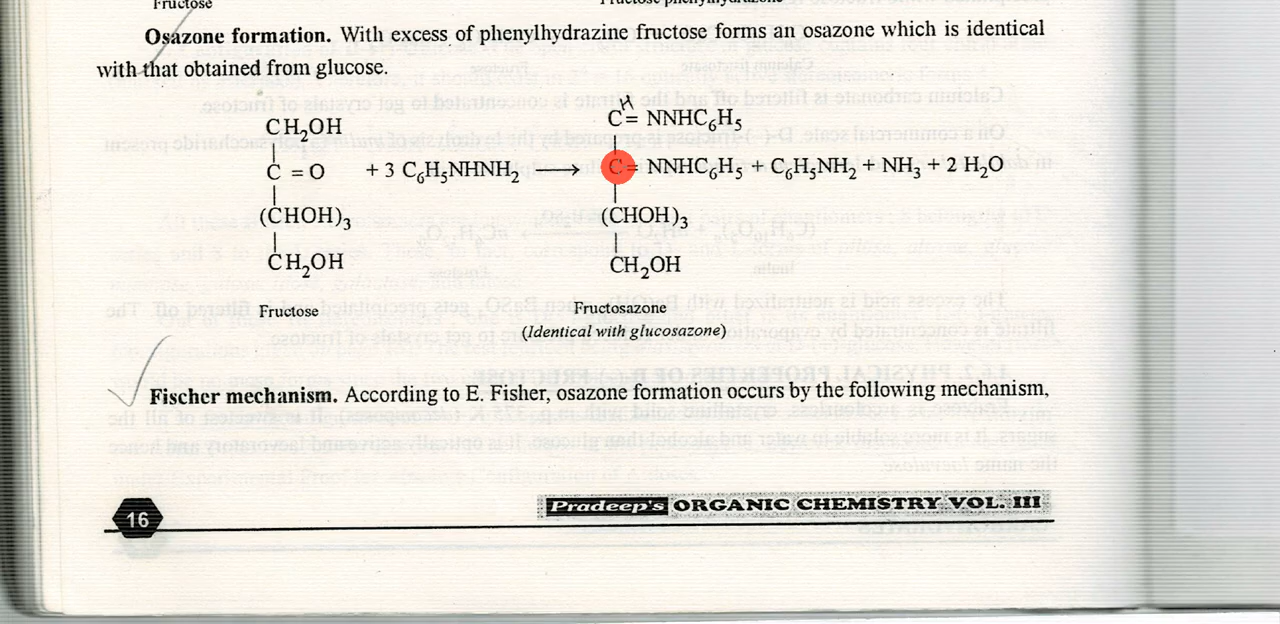 Fructose
Osazone formation. With excess of phenylhydrazine fructose forms an osazone which is identical
with that obtained from glucose.
H
CH₂OH C = NNHC₆H₅
C = O + 3 C₆H₅NHNH₂ → C = NNHC₆H₅ + C₆H₅NH₂ + NH₃ + 2 H₂O
(CHOH)₃ (CHOH)₃
CH₂OH CH₂OH
Fructose Fructosazone
(Identical with glucosazone)
Fischer mechanism. According to E. Fisher, osazone formation occurs by the following mechanism,
16 Pradeep's ORGANIC CHEMISTRY VOL. III